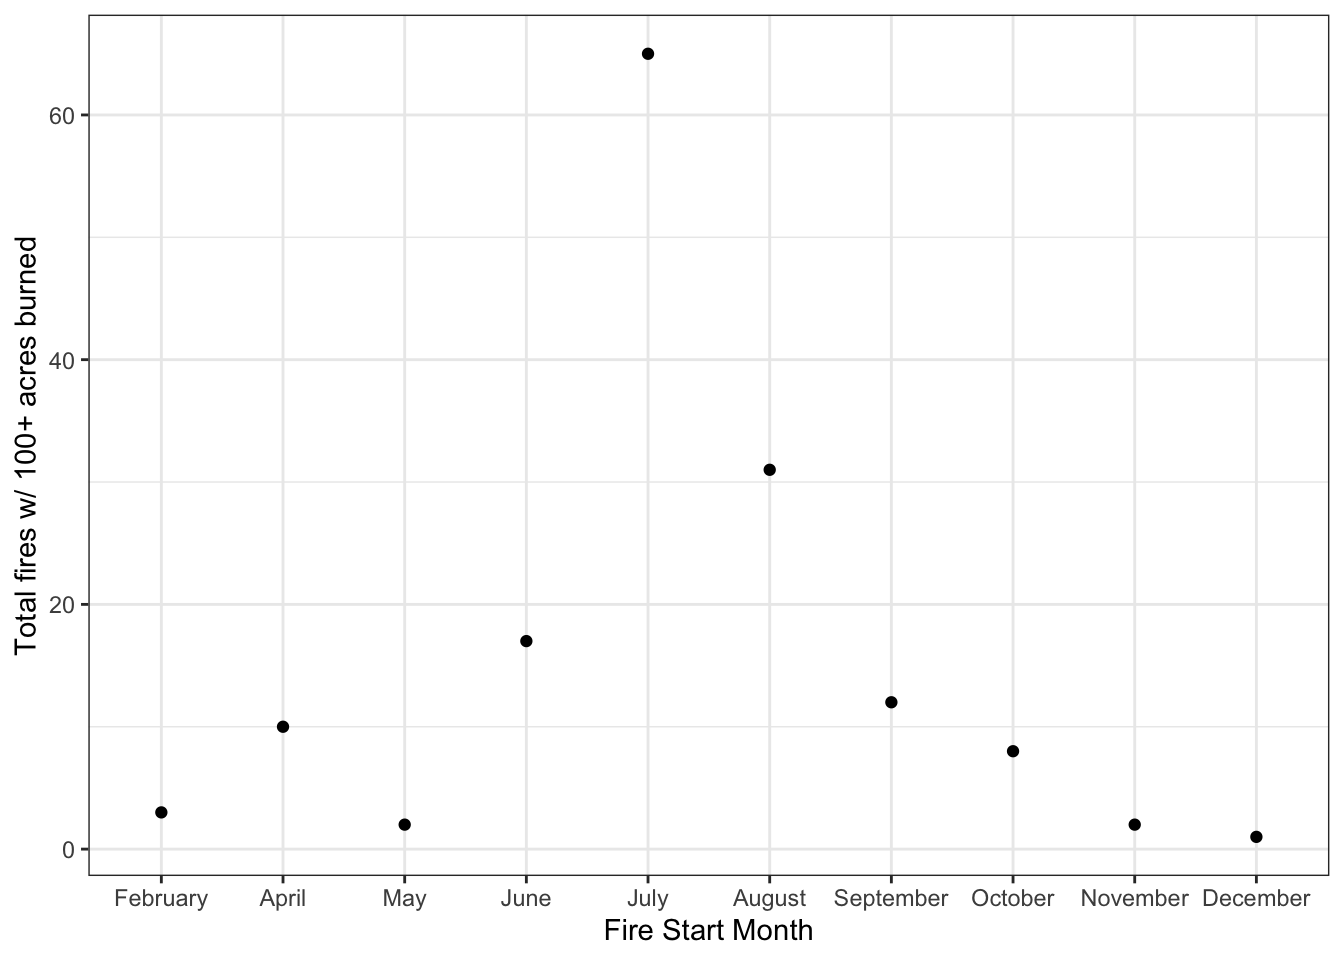 Total fires w/ 100+ acres burned
60
40
20
0
February April May June July August September October November December
Fire Start Month